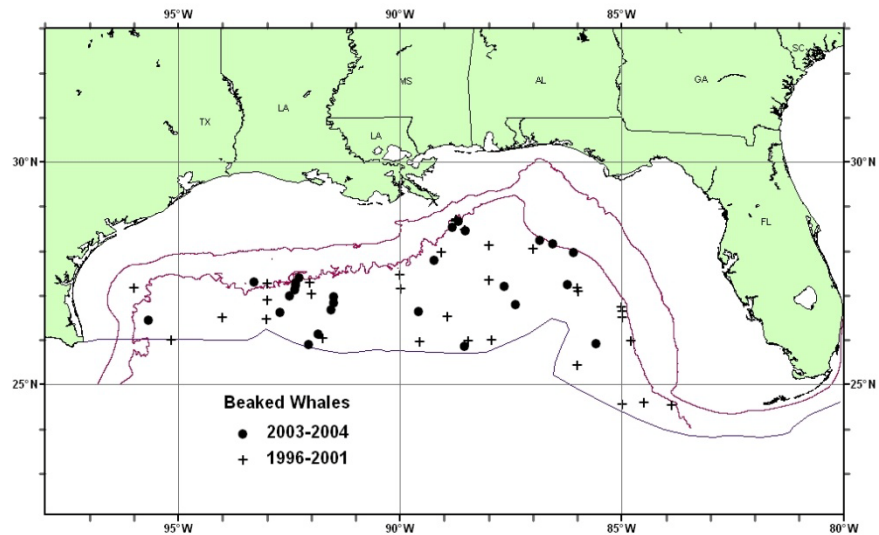 95°W 90°W 85°W
SC
TX LA MS AL GA
LA
30°N 30°N
FL
25°N 25°N
Beaked Whales
2003-2004
1996-2001
95°W 90°W 85°W 80°W